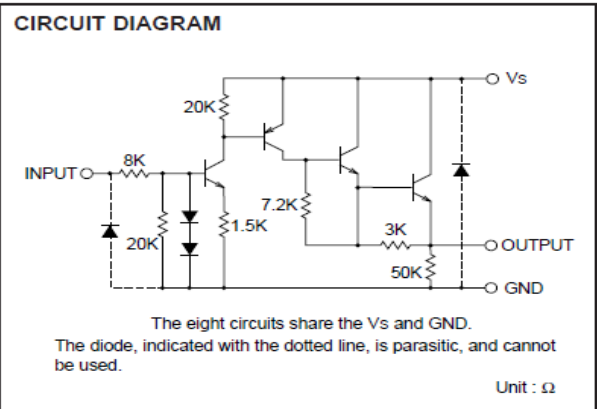 CIRCUIT DIAGRAM
Vs
20K
8K
INPUT
7.2K
1.5K
3K
20K
OUTPUT
50K
GND
The eight circuits share the Vs and GND.
The diode, indicated with the dotted line, is parasitic, and cannot
be used.
Unit : Ω